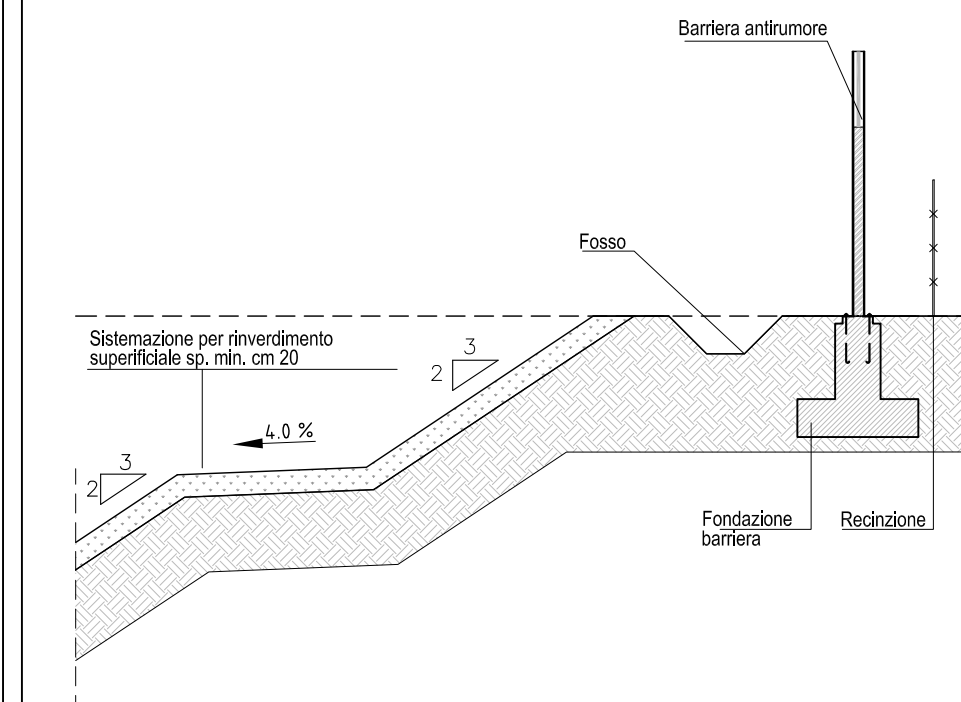 Barriera antirumore
Fosso
Sistemazione per rinverdimento
superificiale sp. min. cm 20
3
2
4.0 %
3
2
Fondazione
barriera
Recinzione